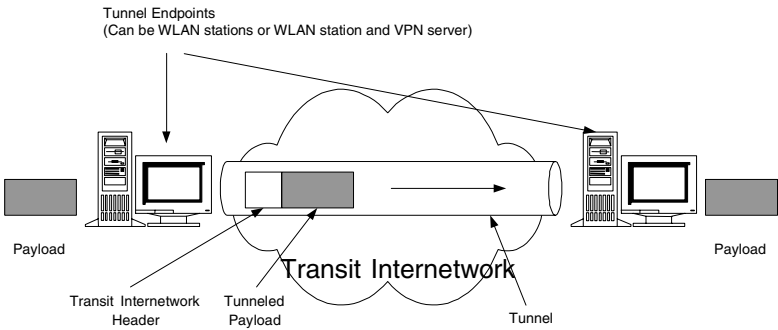 Tunnel Endpoints
(Can be WLAN stations or WLAN station and VPN server)
Payload
Payload
Transit Internetwork
Transit Internetwork
Header
Tunneled
Payload
Tunnel